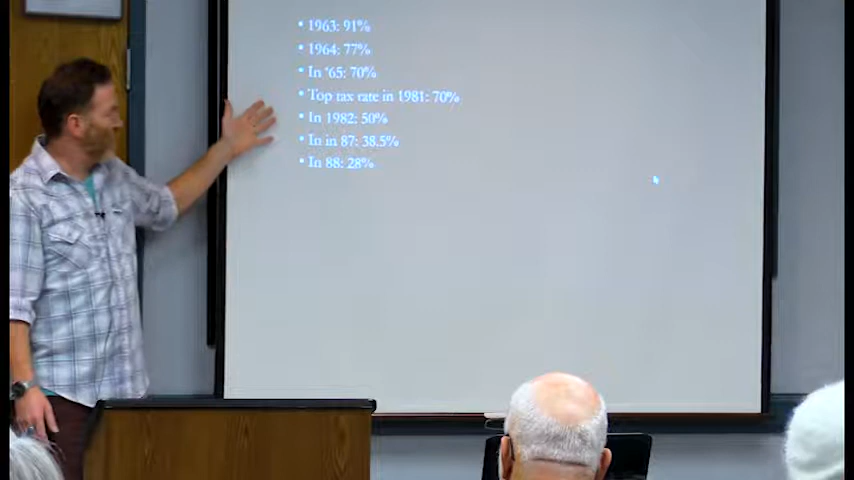 • 1963: 91%
• 1964: 77%
• In '65: 70%
• Top tax rate in 1981: 70%
• In 1982: 50%
• In in 87: 38.5%
• In 88: 28%